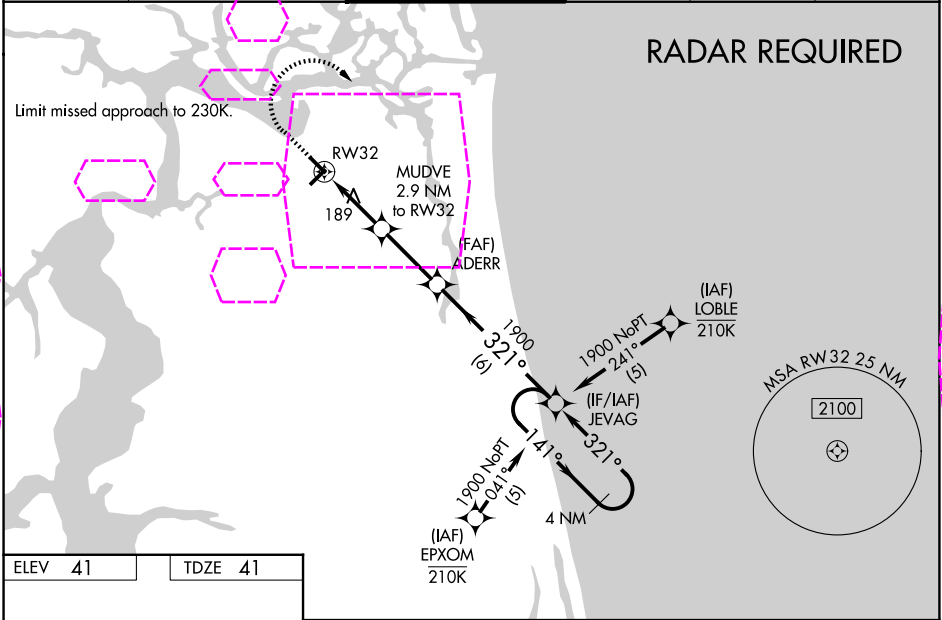 RADAR REQUIRED
Limit missed approach to 230K.
RW32
MUDVE
2.9 NM
to RW32
189
(FAF)
ADERR
(IAF)
LOBLE
210K
1900
321°
(6)
1900 NoPT
241°
(5)
MSA RW32 25 NM
2100
(IF/IAF)
JEVAG
141°
321°
1900 NoPT
041°
(5)
4 NM
(IAF)
EPXOM
210K
ELEV 41
TDZE 41